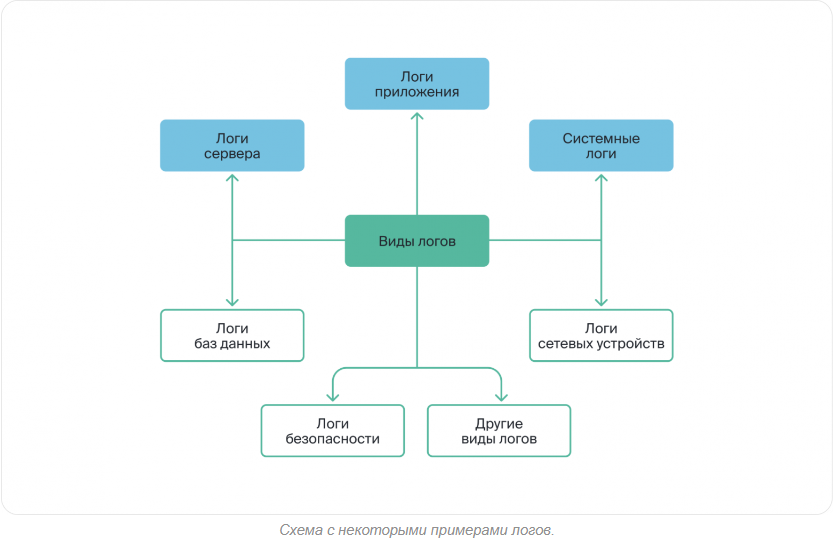 Логи
приложения
Логи
сервера
Системные
логи
Виды логов
Логи
баз данных
Логи
сетевых устройств
Логи
безопасности
Другие
виды логов
Схема с некоторыми примерами логов.